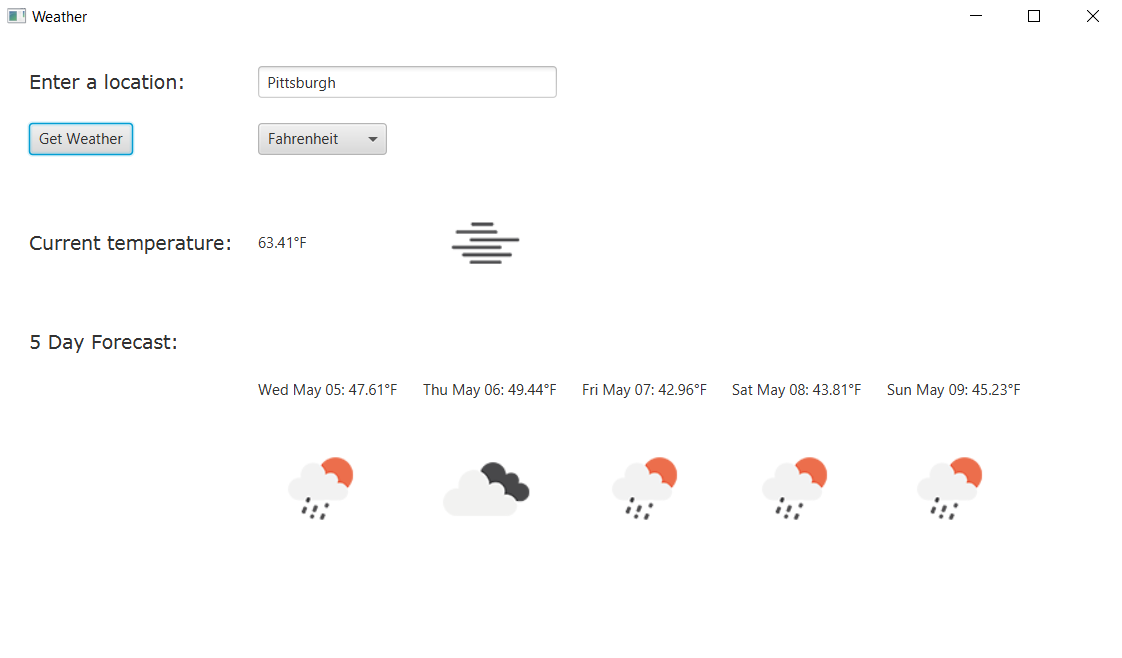 Weather
Enter a location: Pittsburgh
Get Weather Fahrenheit
Current temperature: 63.41°F
5 Day Forecast:
Wed May 05: 47.61°F Thu May 06: 49.44°F Fri May 07: 42.96°F Sat May 08: 43.81°F Sun May 09: 45.23°F